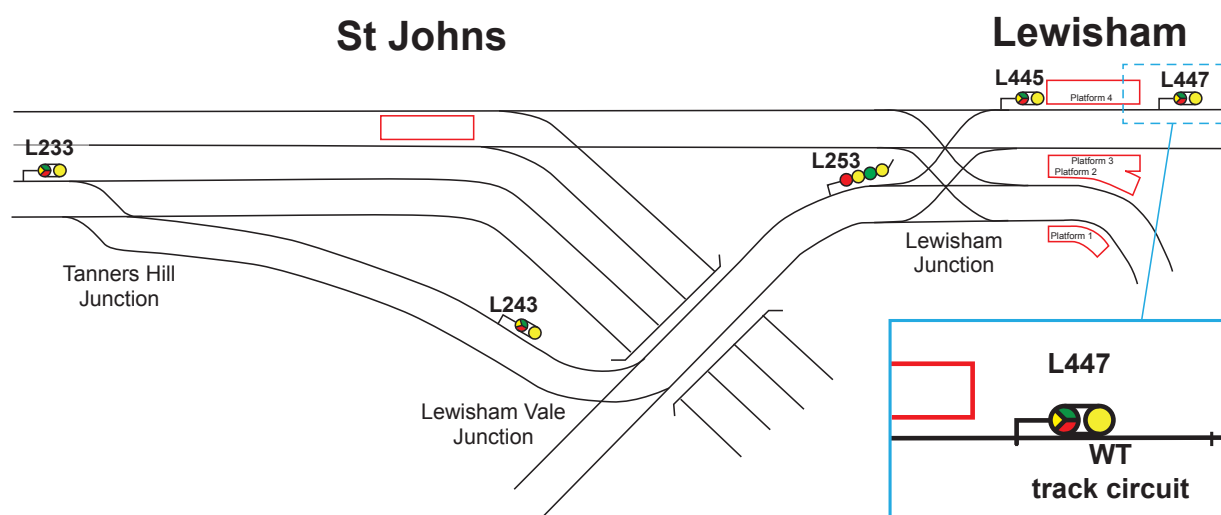 St Johns
Lewisham
L445
L447
Platform 4
L233
L253
Platform 3
Platform 2
Platform 1
Lewisham
Junction
Tanners Hill
Junction
L243
Lewisham Vale
Junction
L447
WT
track circuit